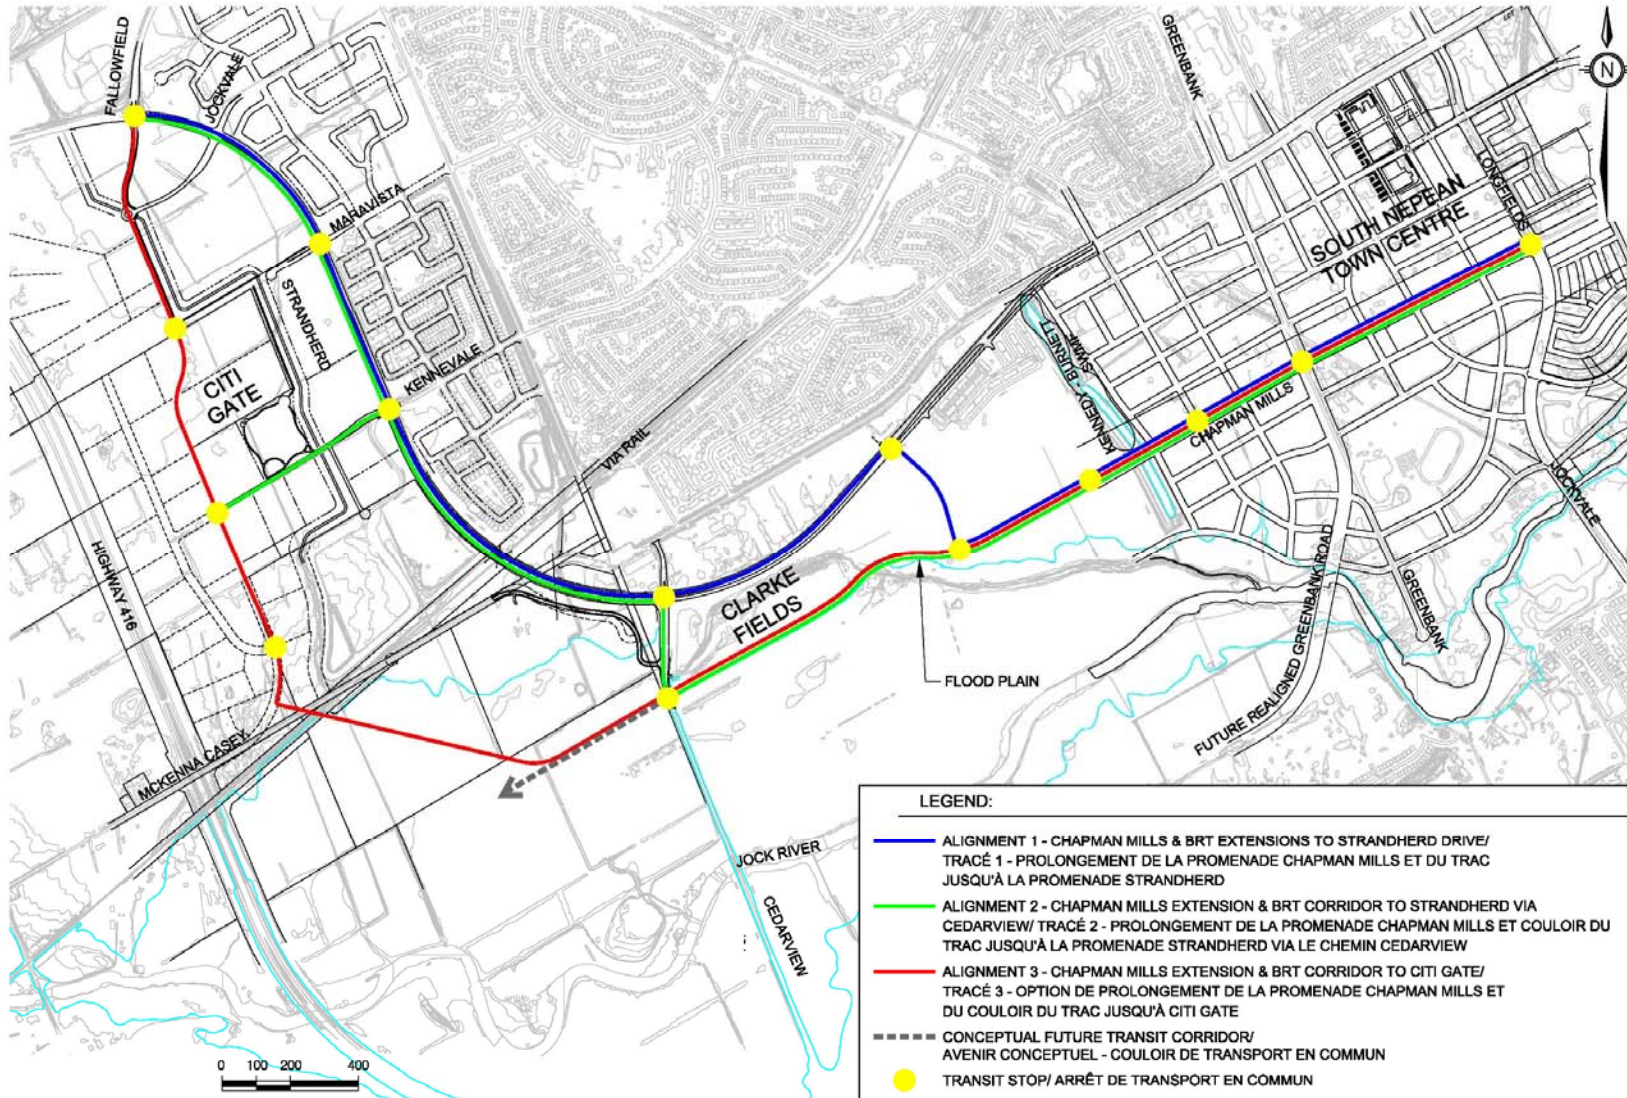 FALLOWFIELD
JOCKVALE
GREENBANK
N
LONGFIELDS
MARAVISTA
SOUTH NEPEAN
TOWN CENTRE
STRANDHERD
CITI
GATE
KENNEVALE
KENNEDY - BURNETT
SWMF
CHAPMAN MILLS
VIA RAIL
JOCKVALE
HIGHWAY 416
CLARKE
FIELDS
GREENBANK
FLOOD PLAIN
FUTURE REALIGNED GREENBANK ROAD
MCKENNA CASEY
JOCK RIVER
CEDARVIEW
0 100 200 400
LEGEND:
ALIGNMENT 1 - CHAPMAN MILLS & BRT EXTENSIONS TO STRANDHERD DRIVE/
TRACÉ 1 - PROLONGEMENT DE LA PROMENADE CHAPMAN MILLS ET DU TRAC
JUSQU'À LA PROMENADE STRANDHERD
ALIGNMENT 2 - CHAPMAN MILLS EXTENSION & BRT CORRIDOR TO STRANDHERD VIA
CEDARVIEW/ TRACÉ 2 - PROLONGEMENT DE LA PROMENADE CHAPMAN MILLS ET COULOIR DU
TRAC JUSQU'À LA PROMENADE STRANDHERD VIA LE CHEMIN CEDARVIEW
ALIGNMENT 3 - CHAPMAN MILLS EXTENSION & BRT CORRIDOR TO CITI GATE/
TRACÉ 3 - OPTION DE PROLONGEMENT DE LA PROMENADE CHAPMAN MILLS ET
DU COULOIR DU TRAC JUSQU'À CITI GATE
CONCEPTUAL FUTURE TRANSIT CORRIDOR/
AVENIR CONCEPTUEL - COULOIR DE TRANSPORT EN COMMUN
TRANSIT STOP/ ARRÊT DE TRANSPORT EN COMMUN